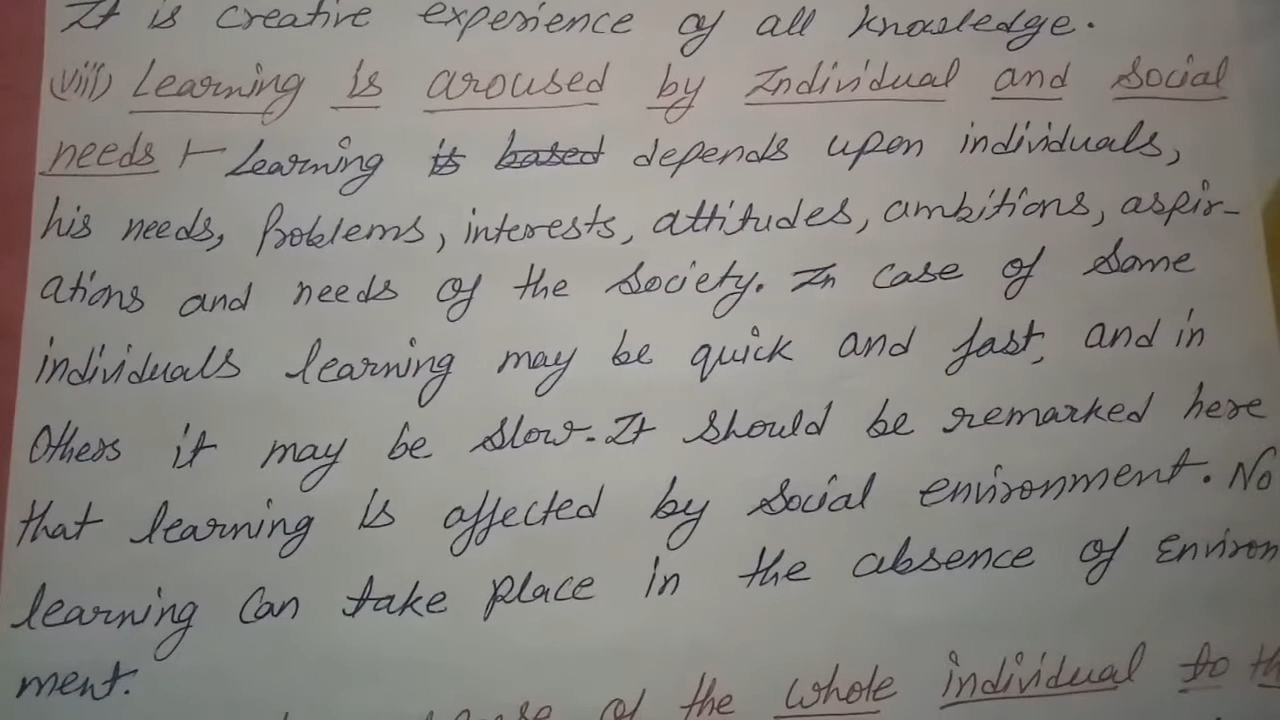 It is creative experience of all knowledge.
(viii) Learning is aroused by Individual and Social
needs :- Learning is based depends upon individuals,
his needs, Problems, interests, attitudes, ambitions, aspir-
ations and needs of the Society. In case of some
individuals learning may be quick and fast, and in
Others it may be slow. It should be remarked here
that learning is affected by social environment. No
learning can take place in the absence of Environ
ment.
of the whole individual to